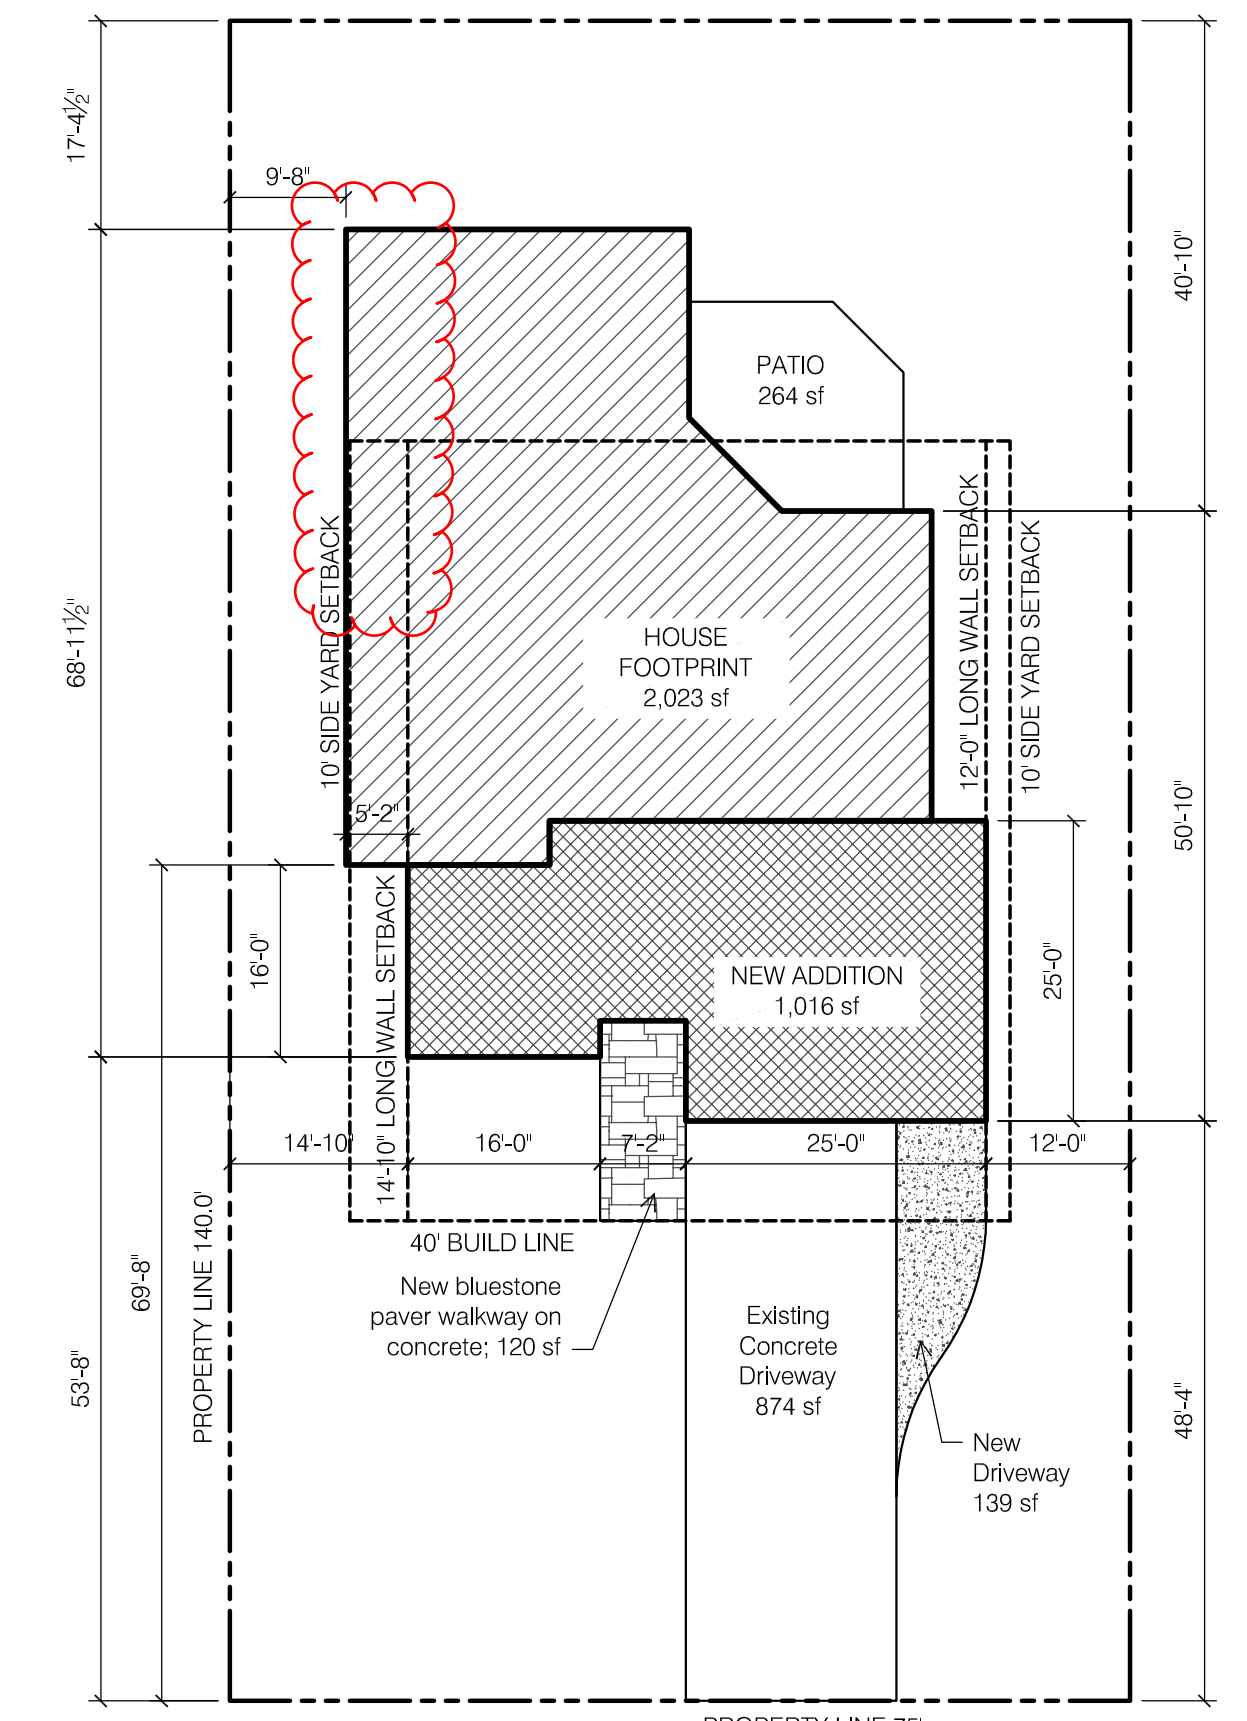 17'-4½"
9'-8"
40'-10"
PATIO
264 sf
10' SIDE YARD SETBACK
12'-0" LONG WALL SETBACK
10' SIDE YARD SETBACK
68'-11½"
HOUSE
FOOTPRINT
2,023 sf
5'-2"
50'-10"
16'-0"
14'-10" LONG WALL SETBACK
NEW ADDITION
1,016 sf
25'-0"
14'-10"
16'-0"
7'-2"
25'-0"
12'-0"
40' BUILD LINE
PROPERTY LINE 140.0'
69'-8"
53'-8"
New bluestone
paver walkway on
concrete; 120 sf
Existing
Concrete
Driveway
874 sf
48'-4"
New
Driveway
139 sf
PROPERTY LINE 75'